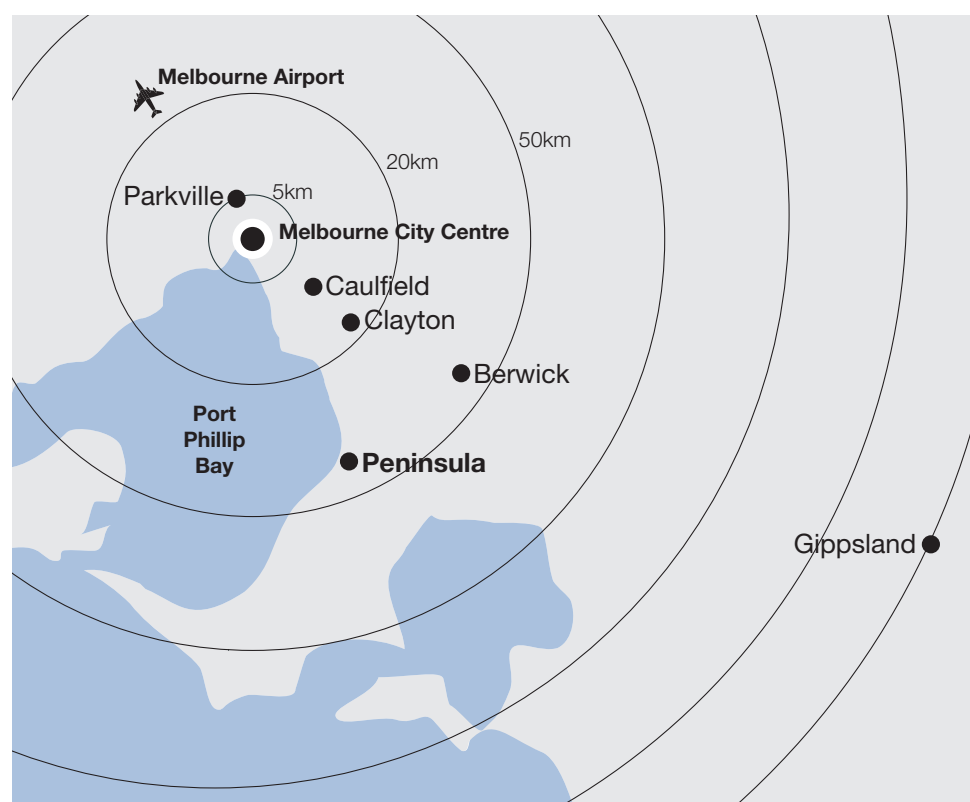 Melbourne Airport
50km
20km
Parkville
5km
Melbourne City Centre
Caulfield
Clayton
Berwick
Port
Phillip
Bay
Peninsula
Gippsland